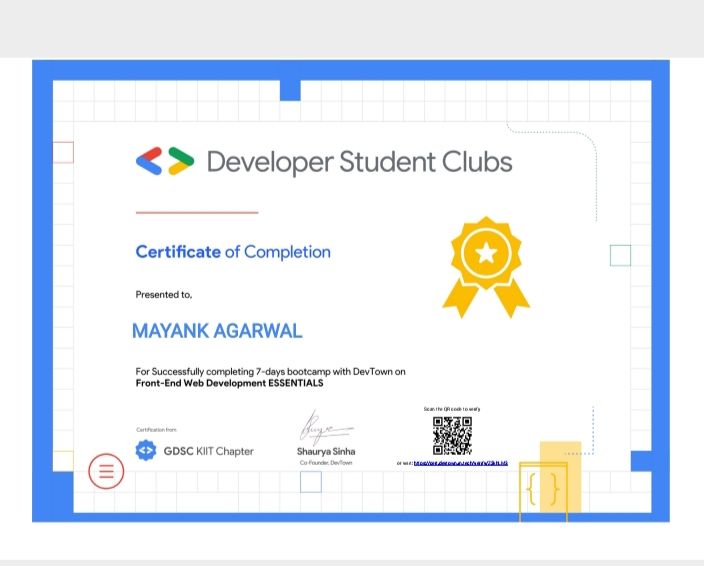 Developer Student Clubs
Certificate of Completion
Presented to,
MAYANK AGARWAL
For Successfully completing 7-days bootcamp with DevTown on
Front-End Web Development ESSENTIALS
Scan the QR code to verify
Certification from
GDSC KIIT Chapter
Shaurya Sinha
Co-Founder, DevTown
or visit